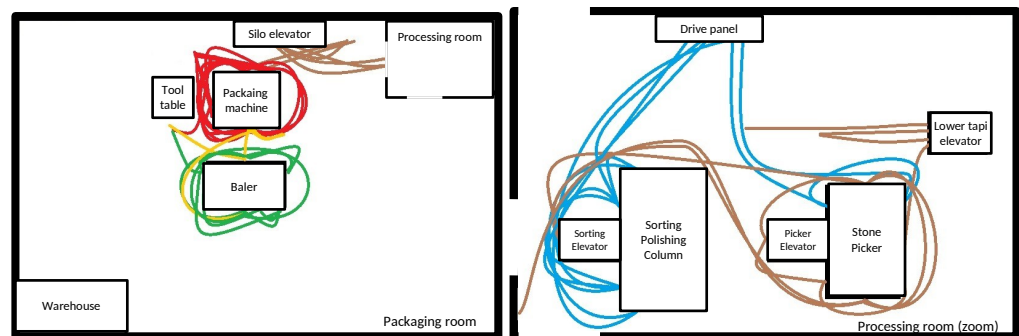 Silo elevator
Processing room
Tool
table
Packaing
machine
Baler
Warehouse
Packaging room
Drive panel
Lower tapi
elevator
Sorting
Elevator
Sorting
Polishing
Column
Picker
Elevator
Stone
Picker
Processing room (zoom)